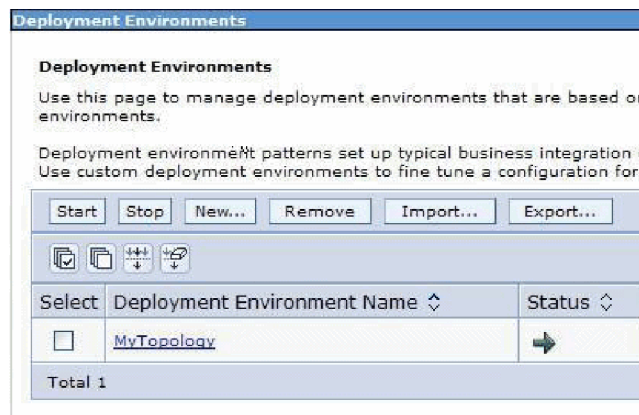 Deployment Environments
Deployment Environments
Use this page to manage deployment environments that are based o
environments.
Deployment environment patterns set up typical business integration
Use custom deployment environments to fine tune a configuration for
Start Stop New... Remove Import... Export...
Select Deployment Environment Name Status
MyTopology
Total 1